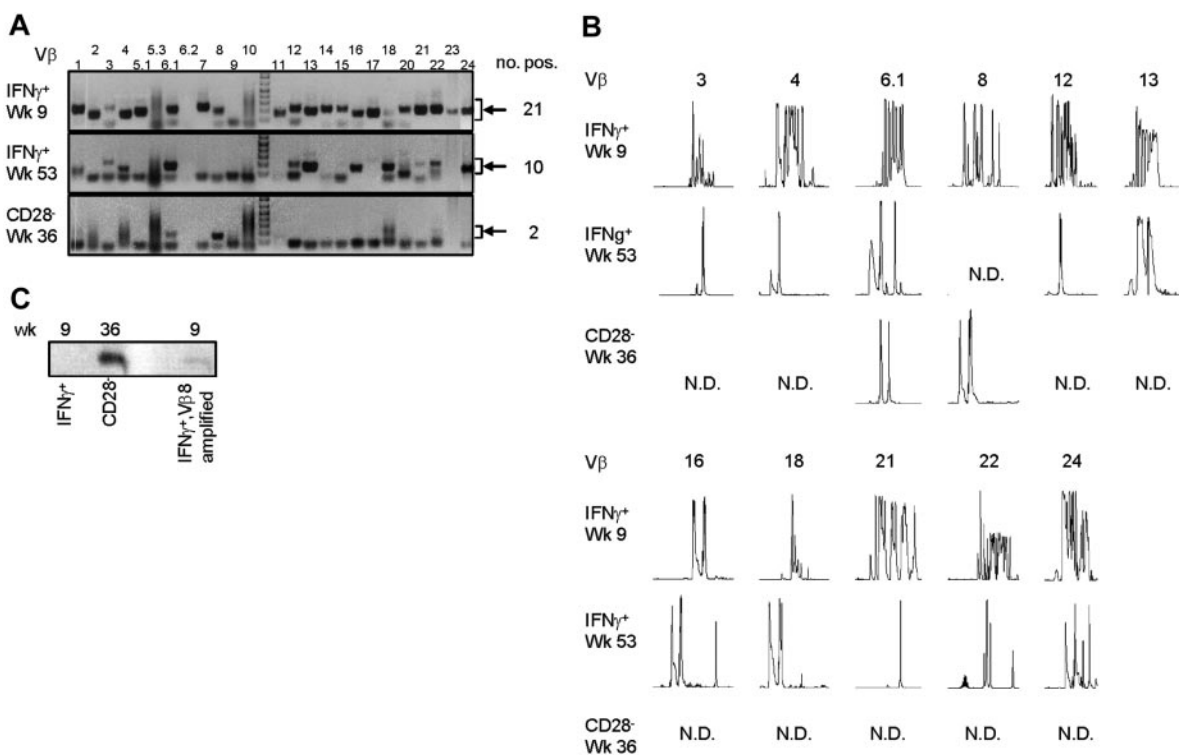 A
Vβ
2 4 5.3 6.2 8 10 12 14 16 18 21 23
1 3 5.1 6.1 7 9 11 13 15 17 20 22 24
no. pos.
IFNγ+
Wk 9
21
IFNγ+
Wk 53
10
CD28-
Wk 36
2
C
wk 9 36 9
IFNγ+
CD28-
IFNγ+,Vβ8
amplified
B
Vβ 3 4 6.1 8 12 13
IFNγ+
Wk 9
IFNg+
Wk 53
N.D.
CD28-
Wk 36
N.D. N.D. N.D. N.D.
Vβ 16 18 21 22 24
IFNγ+
Wk 9
IFNγ+
Wk 53
CD28-
Wk 36
N.D. N.D. N.D. N.D. N.D.